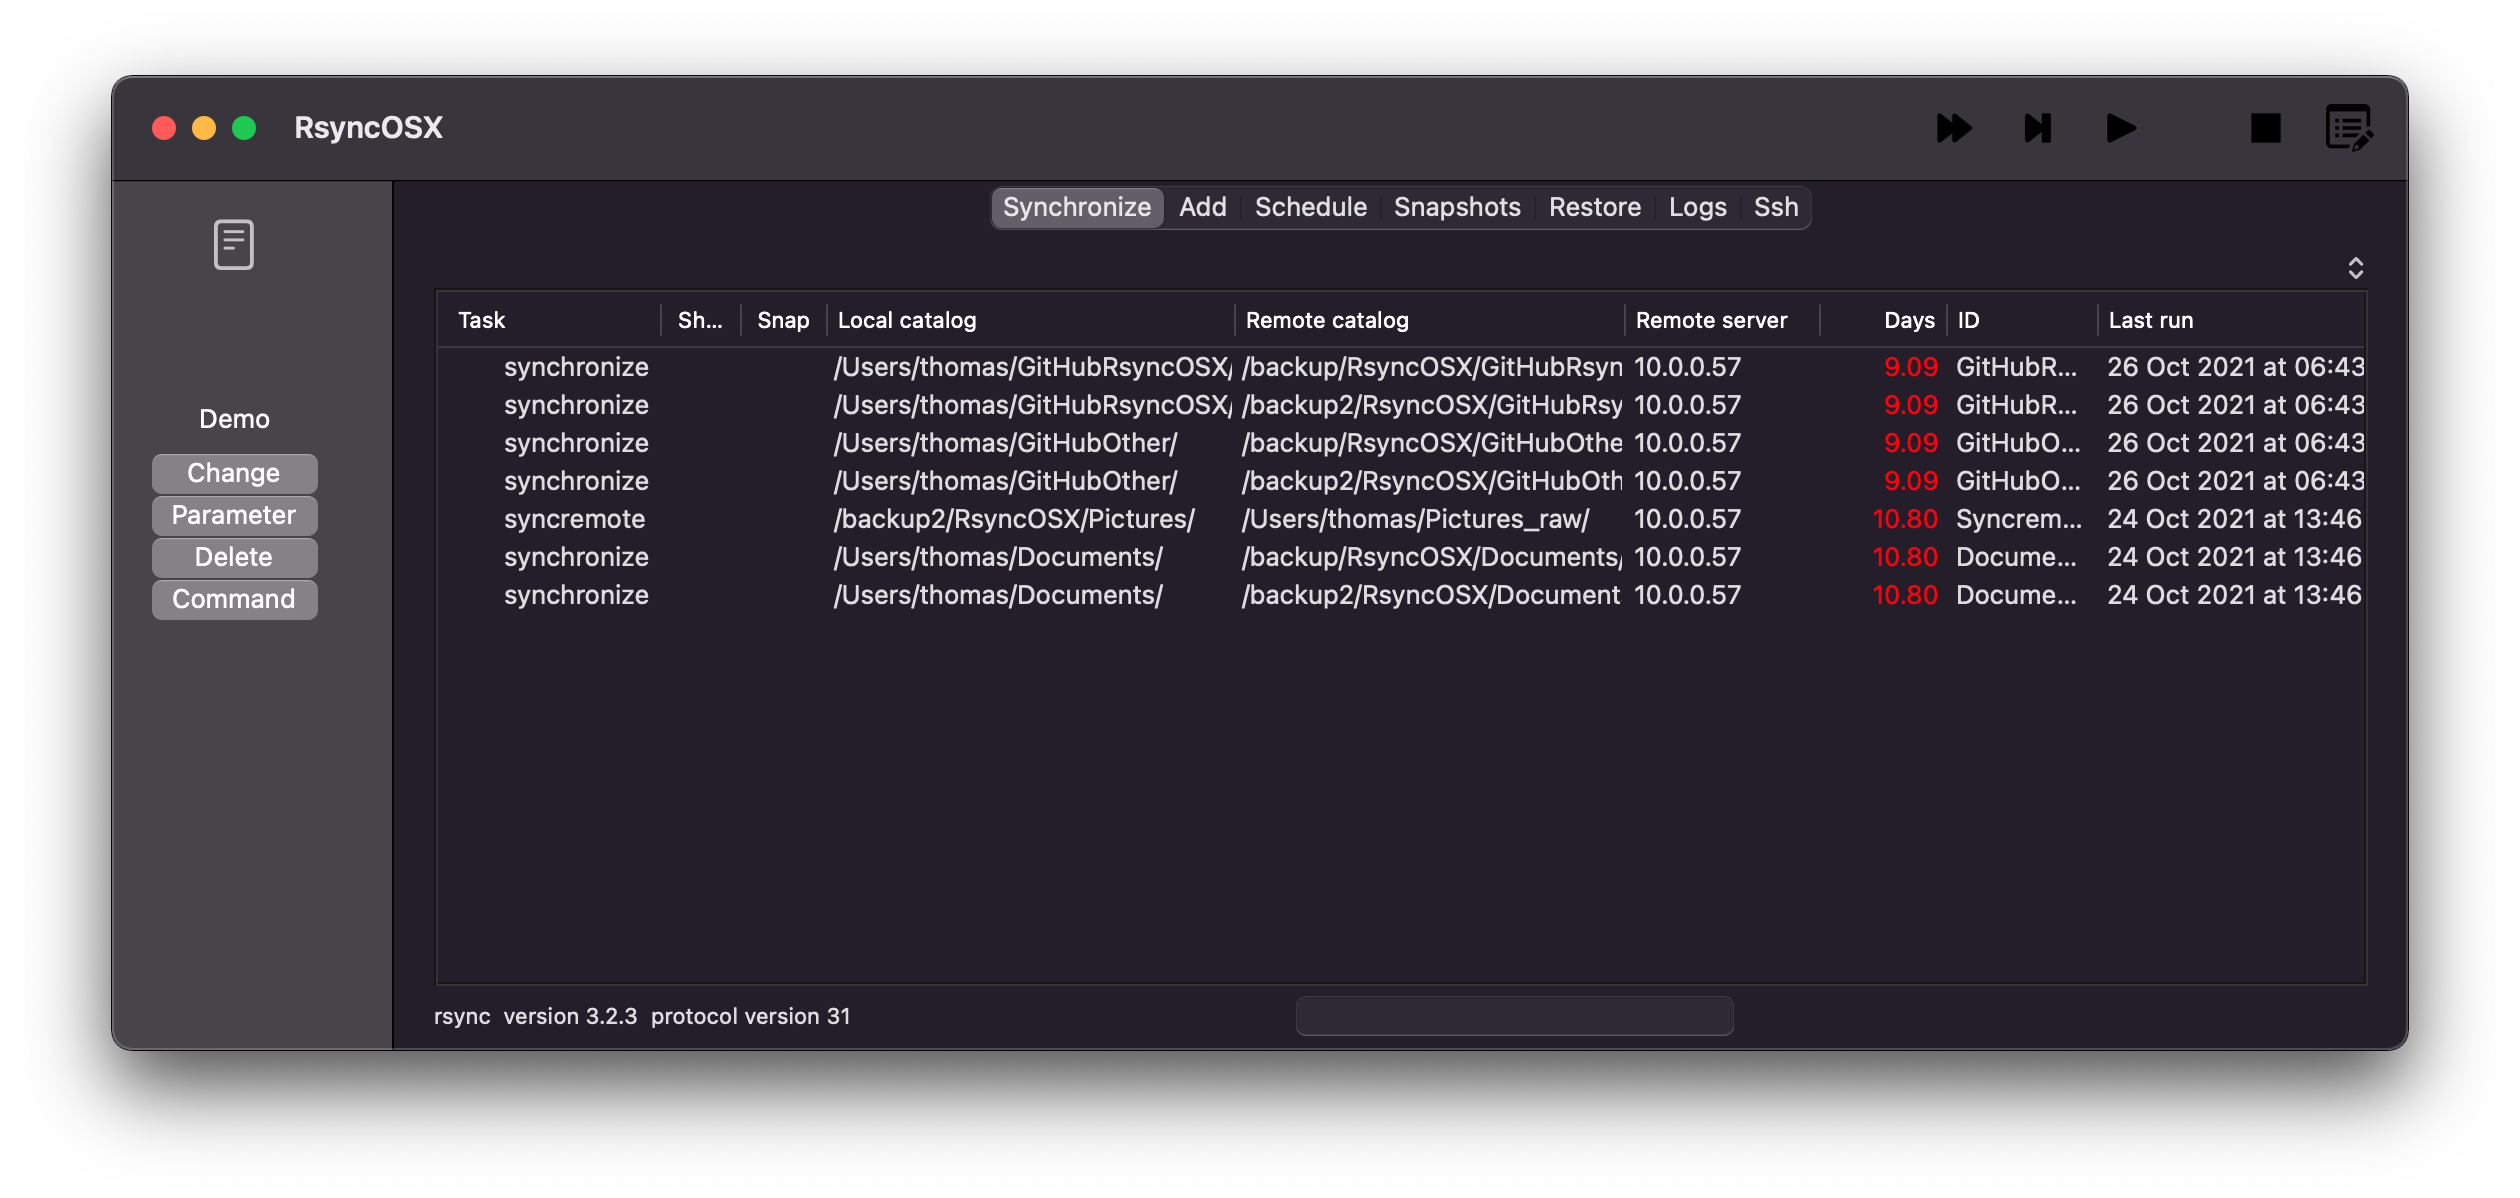 RsyncOSX
Synchronize Add Schedule Snapshots Restore Logs Ssh
Demo
Change
Parameter
Delete
Command
Task Sh... Snap Local catalog Remote catalog Remote server Days ID Last run
synchronize /Users/thomas/GitHubRsyncOSX/ /backup/RsyncOSX/GitHubRsyn 10.0.0.57 9.09 GitHubR... 26 Oct 2021 at 06:43
synchronize /Users/thomas/GitHubRsyncOSX/ /backup2/RsyncOSX/GitHubRsy 10.0.0.57 9.09 GitHubR... 26 Oct 2021 at 06:43
synchronize /Users/thomas/GitHubOther/ /backup/RsyncOSX/GitHubOthe 10.0.0.57 9.09 GitHubO... 26 Oct 2021 at 06:43
synchronize /Users/thomas/GitHubOther/ /backup2/RsyncOSX/GitHubOth 10.0.0.57 9.09 GitHubO... 26 Oct 2021 at 06:43
syncremote /backup2/RsyncOSX/Pictures/ /Users/thomas/Pictures_raw/ 10.0.0.57 10.80 Syncrem... 24 Oct 2021 at 13:46
synchronize /Users/thomas/Documents/ /backup/RsyncOSX/Documents/ 10.0.0.57 10.80 Docume... 24 Oct 2021 at 13:46
synchronize /Users/thomas/Documents/ /backup2/RsyncOSX/Document 10.0.0.57 10.80 Docume... 24 Oct 2021 at 13:46
rsync version 3.2.3 protocol version 31